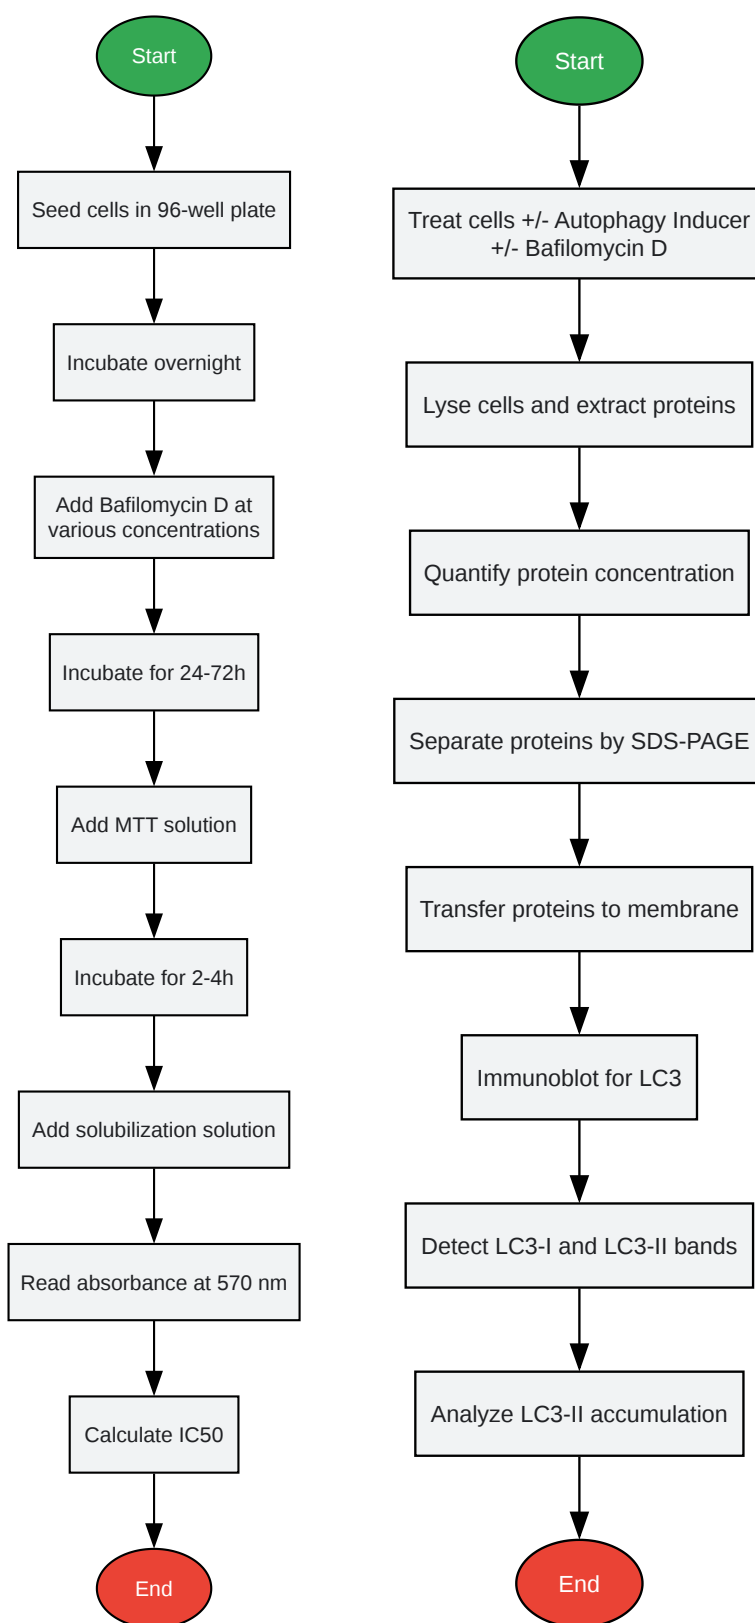 Start
Seed cells in 96-well plate
Incubate overnight
Add Bafilomycin D at
various concentrations
Incubate for 24-72h
Add MTT solution
Incubate for 2-4h
Add solubilization solution
Read absorbance at 570 nm
Calculate IC50
End
Start
Treat cells +/- Autophagy Inducer
+/- Bafilomycin D
Lyse cells and extract proteins
Quantify protein concentration
Separate proteins by SDS-PAGE
Transfer proteins to membrane
Immunoblot for LC3
Detect LC3-I and LC3-II bands
Analyze LC3-II accumulation
End